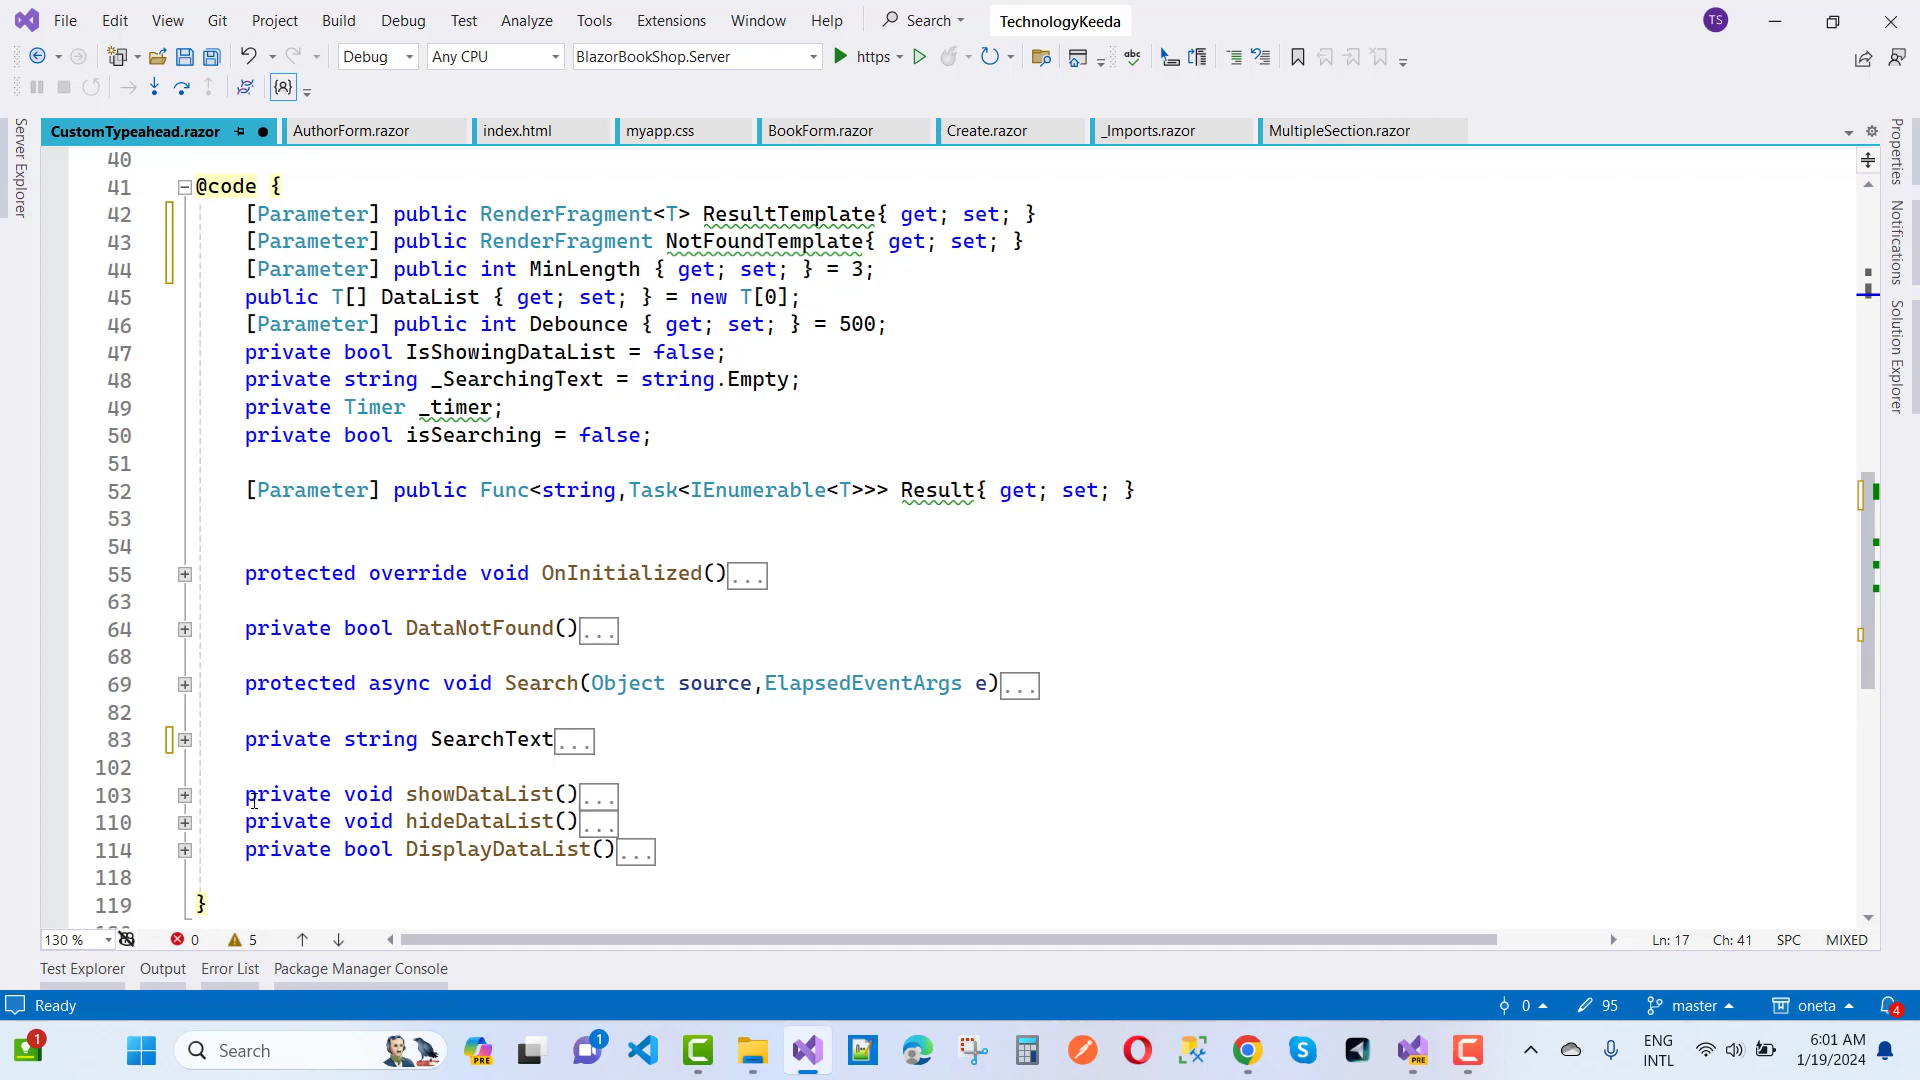 File Edit View Git Project Build Debug Test Analyze Tools Extensions Window Help Search TechnologyKeeda TS
Debug Any CPU BlazorBookShop.Server https
CustomTypeahead.razor AuthorForm.razor index.html myapp.css BookForm.razor Create.razor _Imports.razor MultipleSection.razor
Server Explorer
Properties
Notifications
Solution Explorer
40
41 @code {
42 [Parameter] public RenderFragment<T> ResultTemplate{ get; set; }
43 [Parameter] public RenderFragment NotFoundTemplate{ get; set; }
44 [Parameter] public int MinLength { get; set; } = 3;
45 public T[] DataList { get; set; } = new T[0];
46 [Parameter] public int Debounce { get; set; } = 500;
47 private bool IsShowingDataList = false;
48 private string _SearchingText = string.Empty;
49 private Timer _timer;
50 private bool isSearching = false;
51
52 [Parameter] public Func<string,Task<IEnumerable<T>>> Result{ get; set; }
53
54
55 protected override void OnInitialized()...
63
64 private bool DataNotFound()...
68
69 protected async void Search(Object source,ElapsedEventArgs e)...
82
83 private string SearchText...
102
103 private void showDataList()...
110 private void hideDataList()...
114 private bool DisplayDataList()...
118
119 }
130 % 0 5 Ln: 17 Ch: 41 SPC MIXED
Test Explorer Output Error List Package Manager Console
Ready 0 95 master oneta 4
1 Search PRE 1 PRE ENG INTL 6:01 AM 1/19/2024